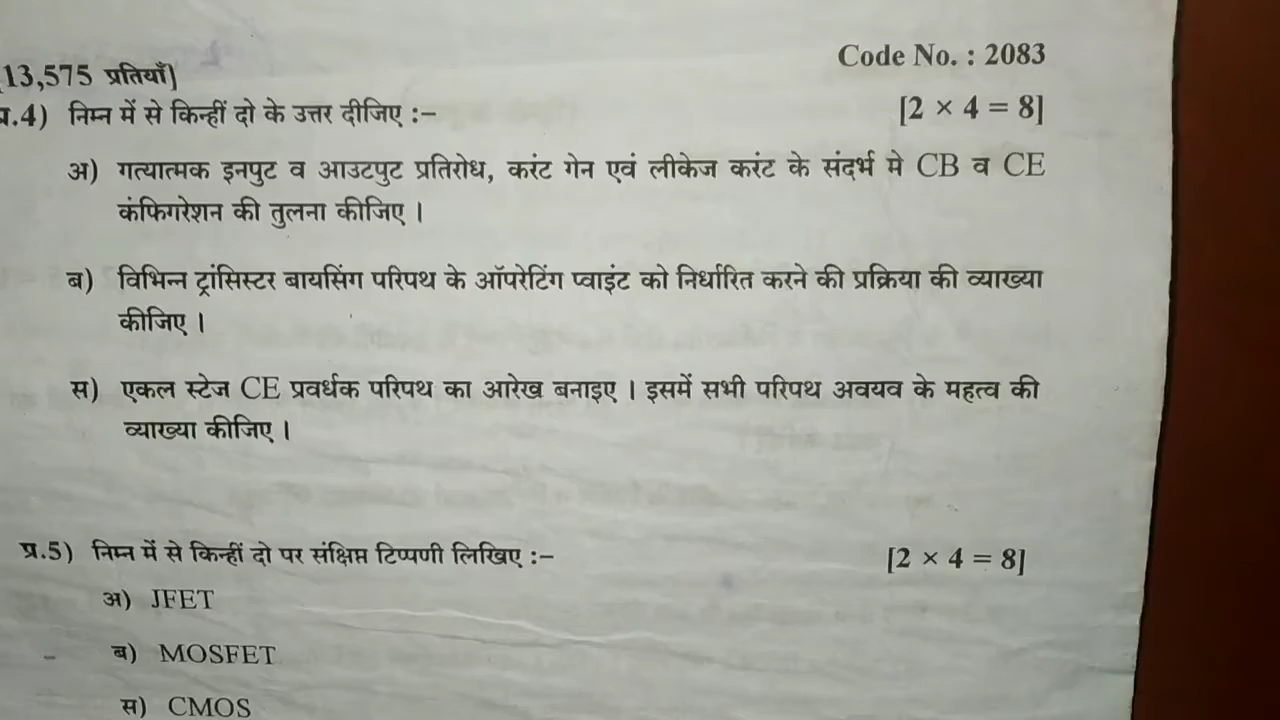 Code No. : 2083
13,575 प्रतियाँ]
प्र.4) निम्न में से किन्हीं दो के उत्तर दीजिए :– [2 × 4 = 8]
अ) गत्यात्मक इनपुट व आउटपुट प्रतिरोध, करंट गेन एवं लीकेज करंट के संदर्भ मे CB व CE
कंफिगरेशन की तुलना कीजिए ।
ब) विभिन्न ट्रांसिस्टर बायसिंग परिपथ के ऑपरेटिंग प्वाइंट को निर्धारित करने की प्रक्रिया की व्याख्या
कीजिए ।
स) एकल स्टेज CE प्रवर्धक परिपथ का आरेख बनाइए । इसमें सभी परिपथ अवयव के महत्व की
व्याख्या कीजिए ।
प्र.5) निम्न में से किन्हीं दो पर संक्षिप्त टिप्पणी लिखिए :– [2 × 4 = 8]
अ) JFET
ब) MOSFET
स) CMOS